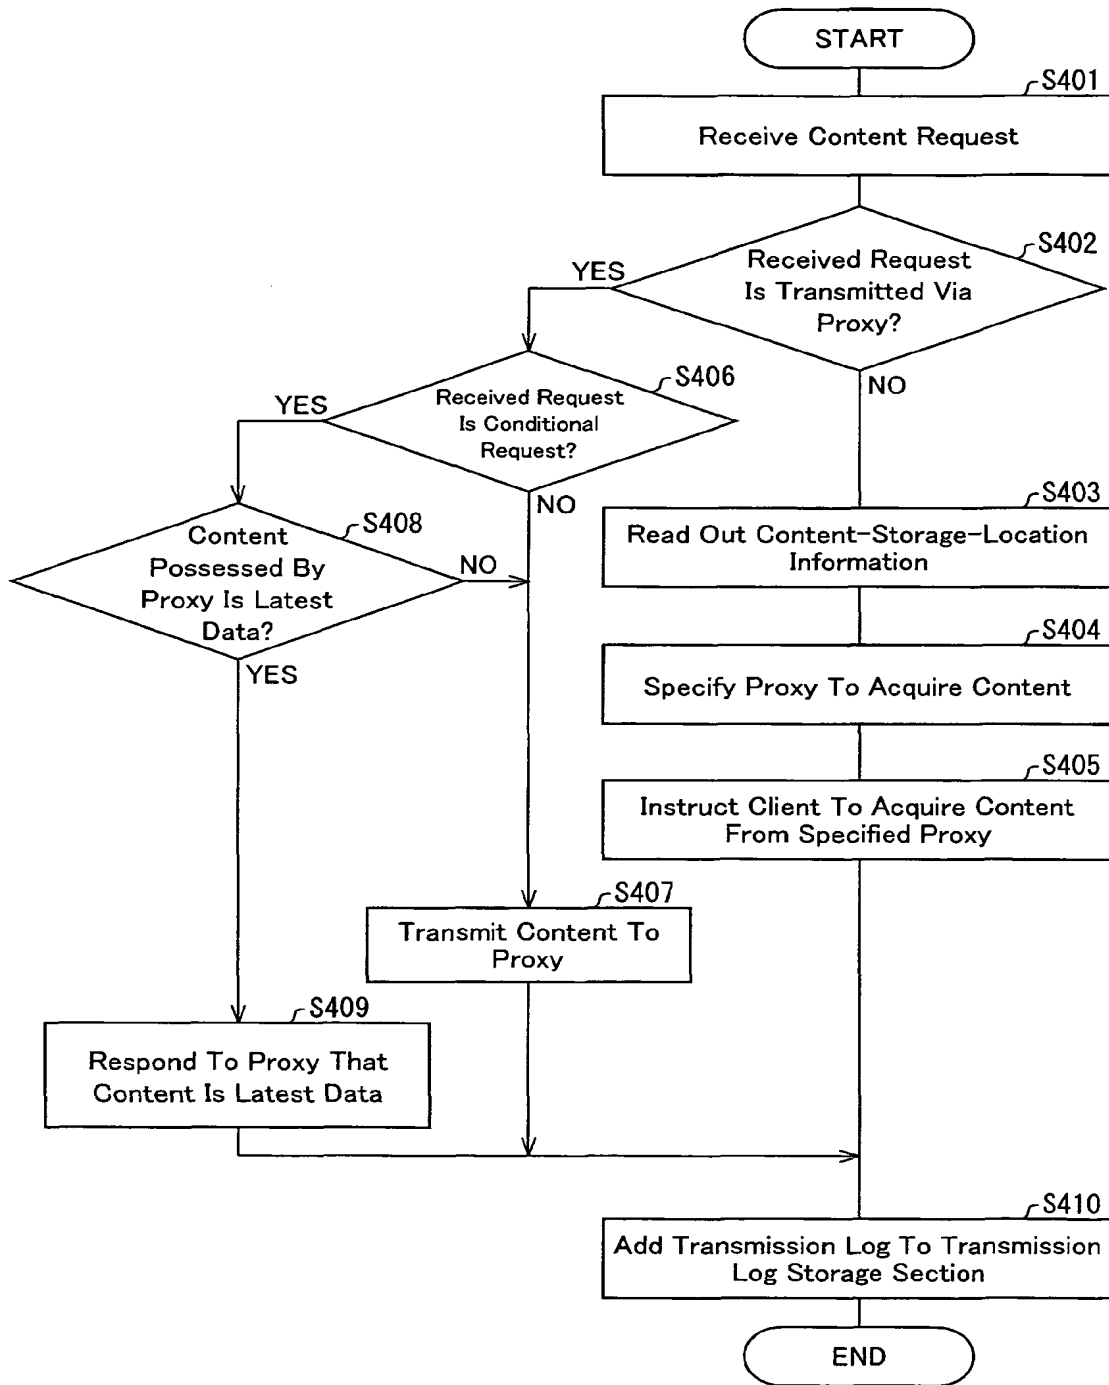 START
S401
Receive Content Request
S402
Received Request
Is Transmitted Via
Proxy?
YES
NO
S406
Received Request
Is Conditional
Request?
YES
NO
S408
Content
Possessed By
Proxy Is Latest
Data?
NO
YES
S403
Read Out Content-Storage-Location
Information
S404
Specify Proxy To Acquire Content
S405
Instruct Client To Acquire Content
From Specified Proxy
S407
Transmit Content To
Proxy
S409
Respond To Proxy That
Content Is Latest Data
S410
Add Transmission Log To Transmission
Log Storage Section
END